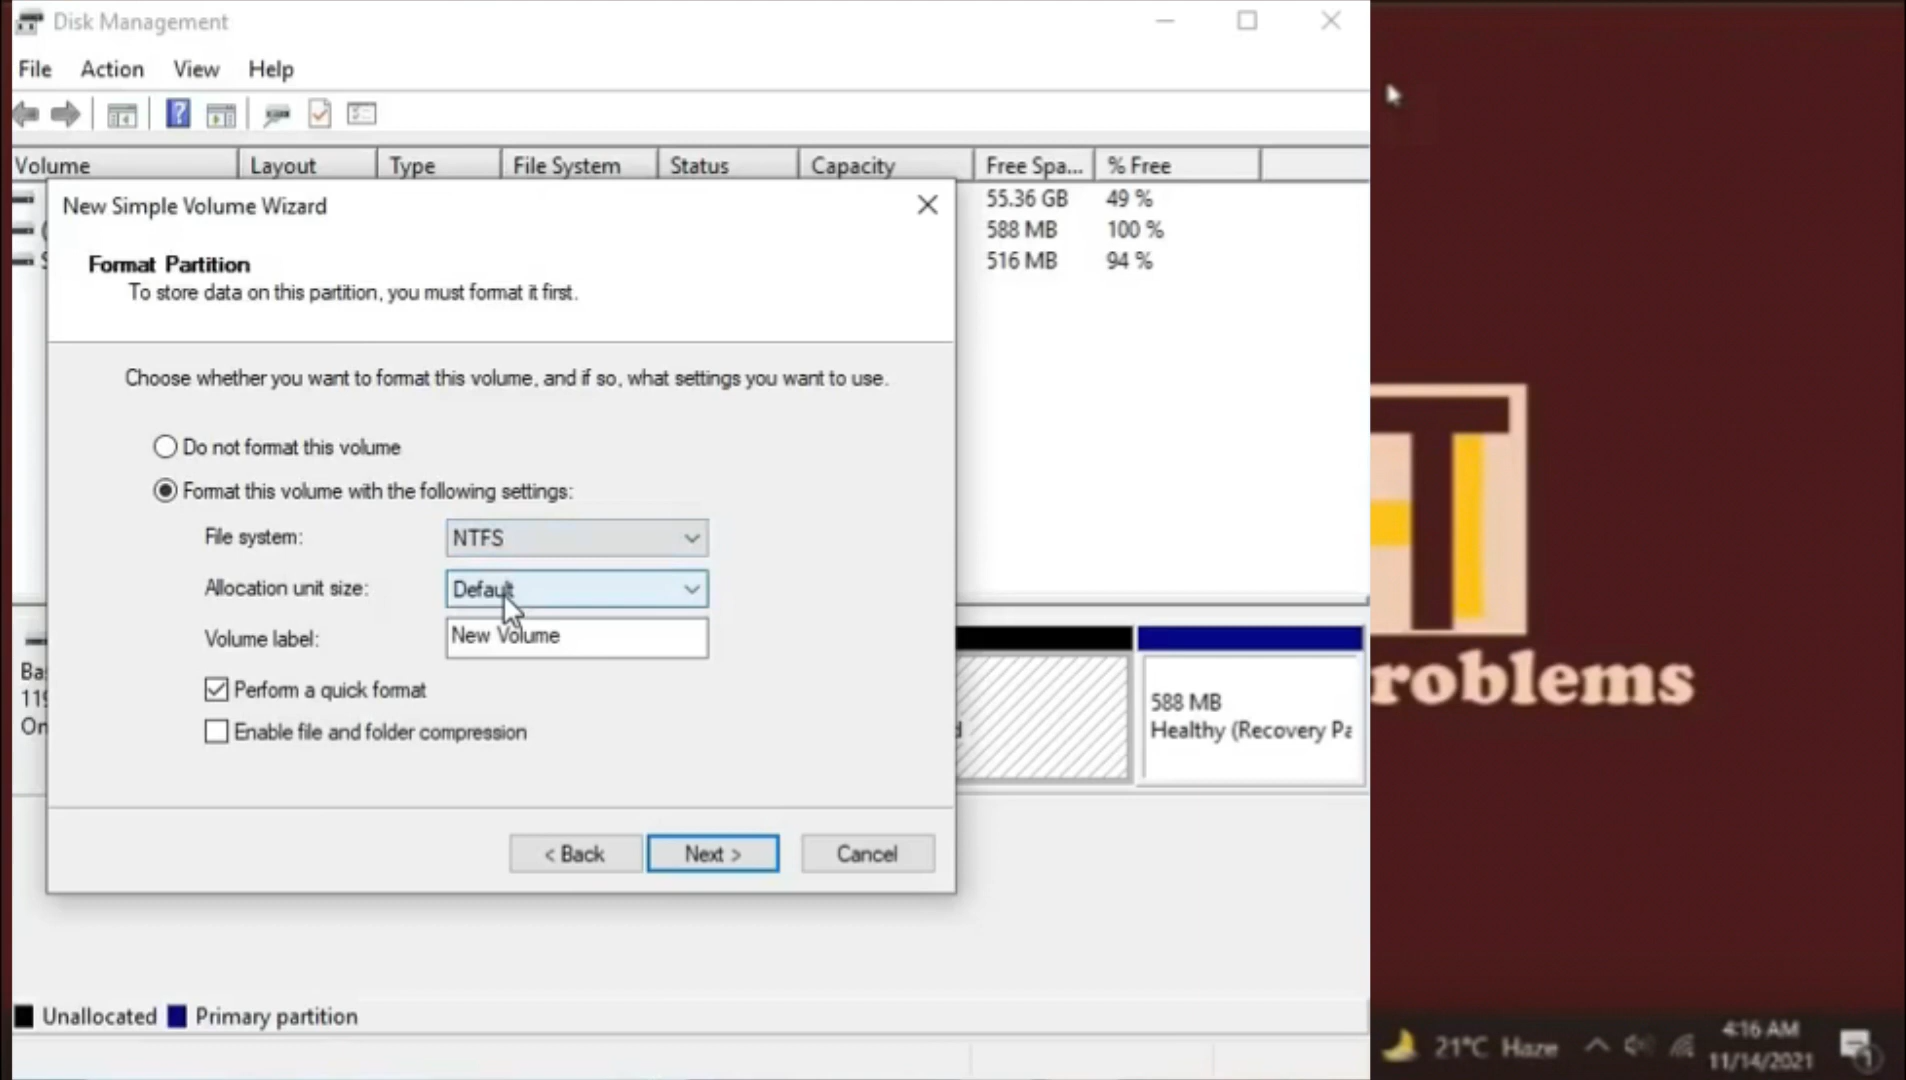 Disk Management
File Action View Help
Volume Layout Type File System Status Capacity Free Spa... % Free
55.36 GB 49 %
588 MB 100 %
516 MB 94 %
New Simple Volume Wizard
Format Partition
To store data on this partition, you must format it first.
Choose whether you want to format this volume, and if so, what settings you want to use.
Do not format this volume
Format this volume with the following settings:
File system: NTFS
Allocation unit size: Default
Volume label: New Volume
Perform a quick format
Enable file and folder compression
< Back Next > Cancel
Ba
119
On
588 MB
Healthy (Recovery Pa
roblems
Unallocated Primary partition
21°C Haze
4:16 AM
11/14/2021
1